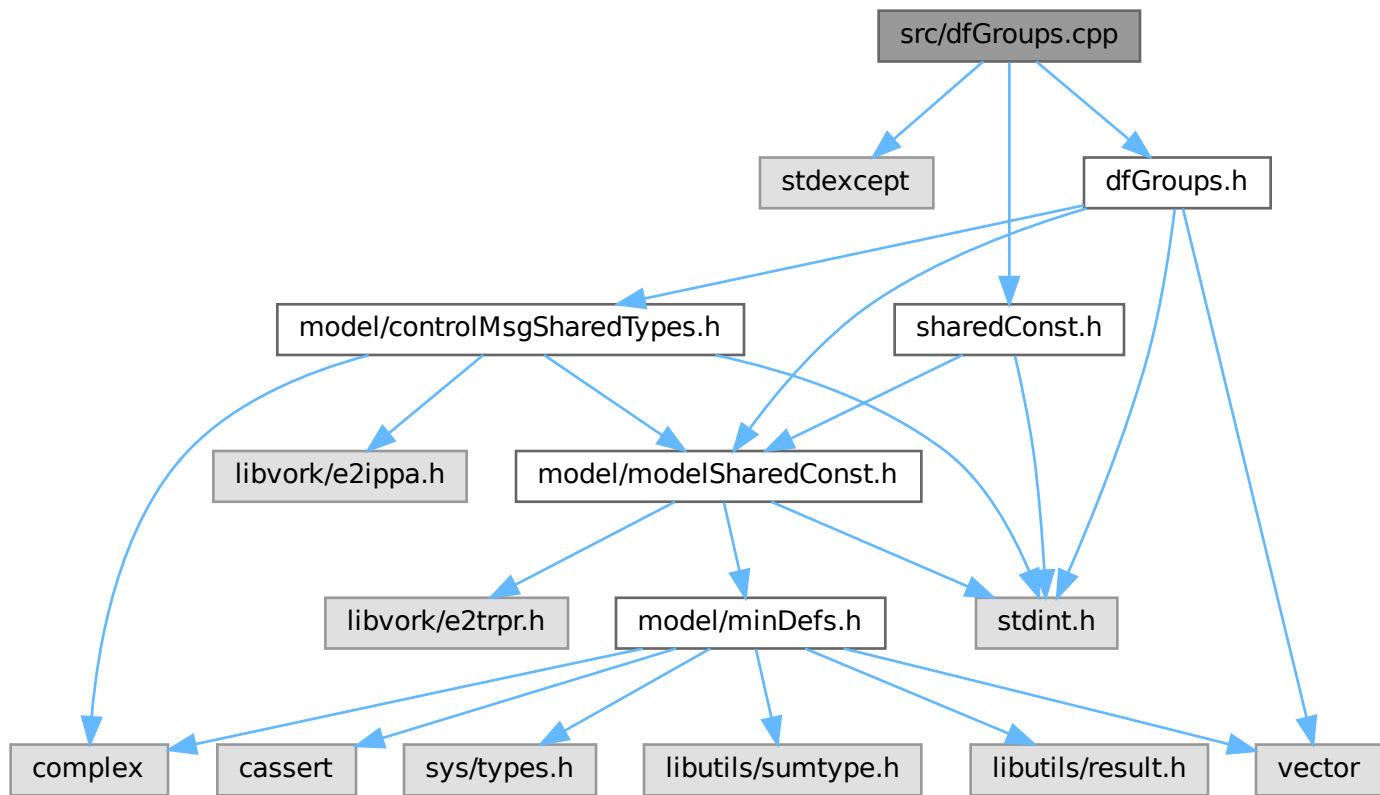 src/dfGroups.cpp
stdexcept
dfGroups.h
model/controlMsgSharedTypes.h
sharedConst.h
libvork/e2ippa.h
model/modelSharedConst.h
libvork/e2trpr.h
model/minDefs.h
stdint.h
complex
cassert
sys/types.h
libutils/sumtype.h
libutils/result.h
vector